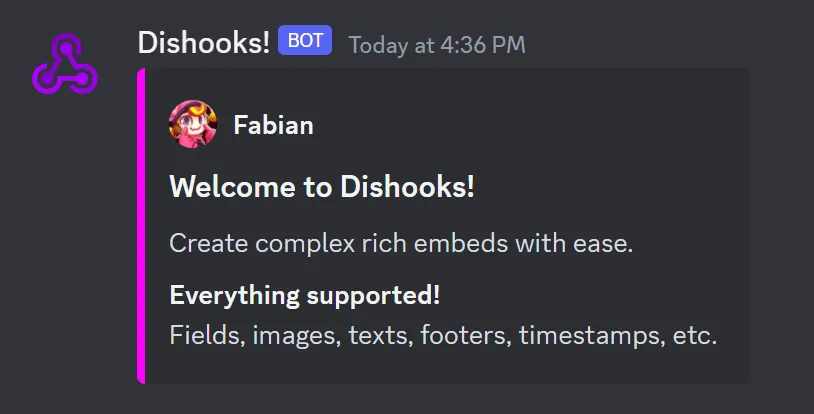 Dishooks! BOT Today at 4:36 PM
Fabian
Welcome to Dishooks!
Create complex rich embeds with ease.
Everything supported!
Fields, images, texts, footers, timestamps, etc.